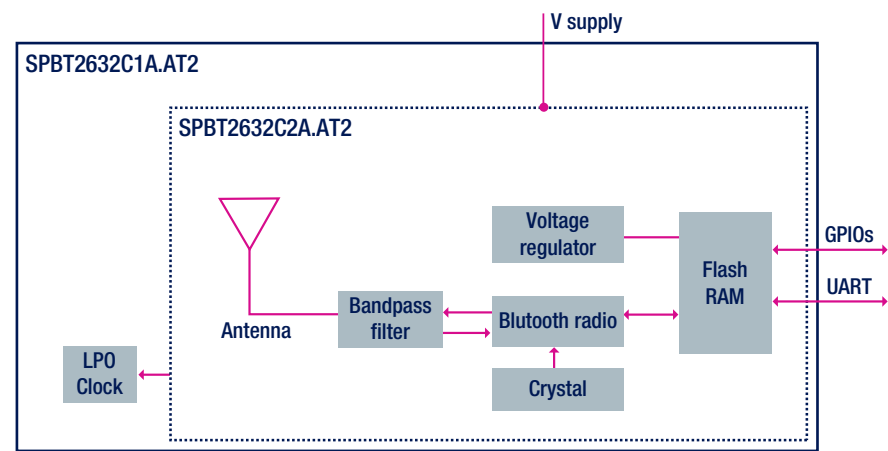 V supply
SPBT2632C1A.AT2
SPBT2632C2A.AT2
Voltage
regulator
Flash
RAM
GPIOs
UART
Bandpass
filter
Blutooth radio
Antenna
LPO
Clock
Crystal